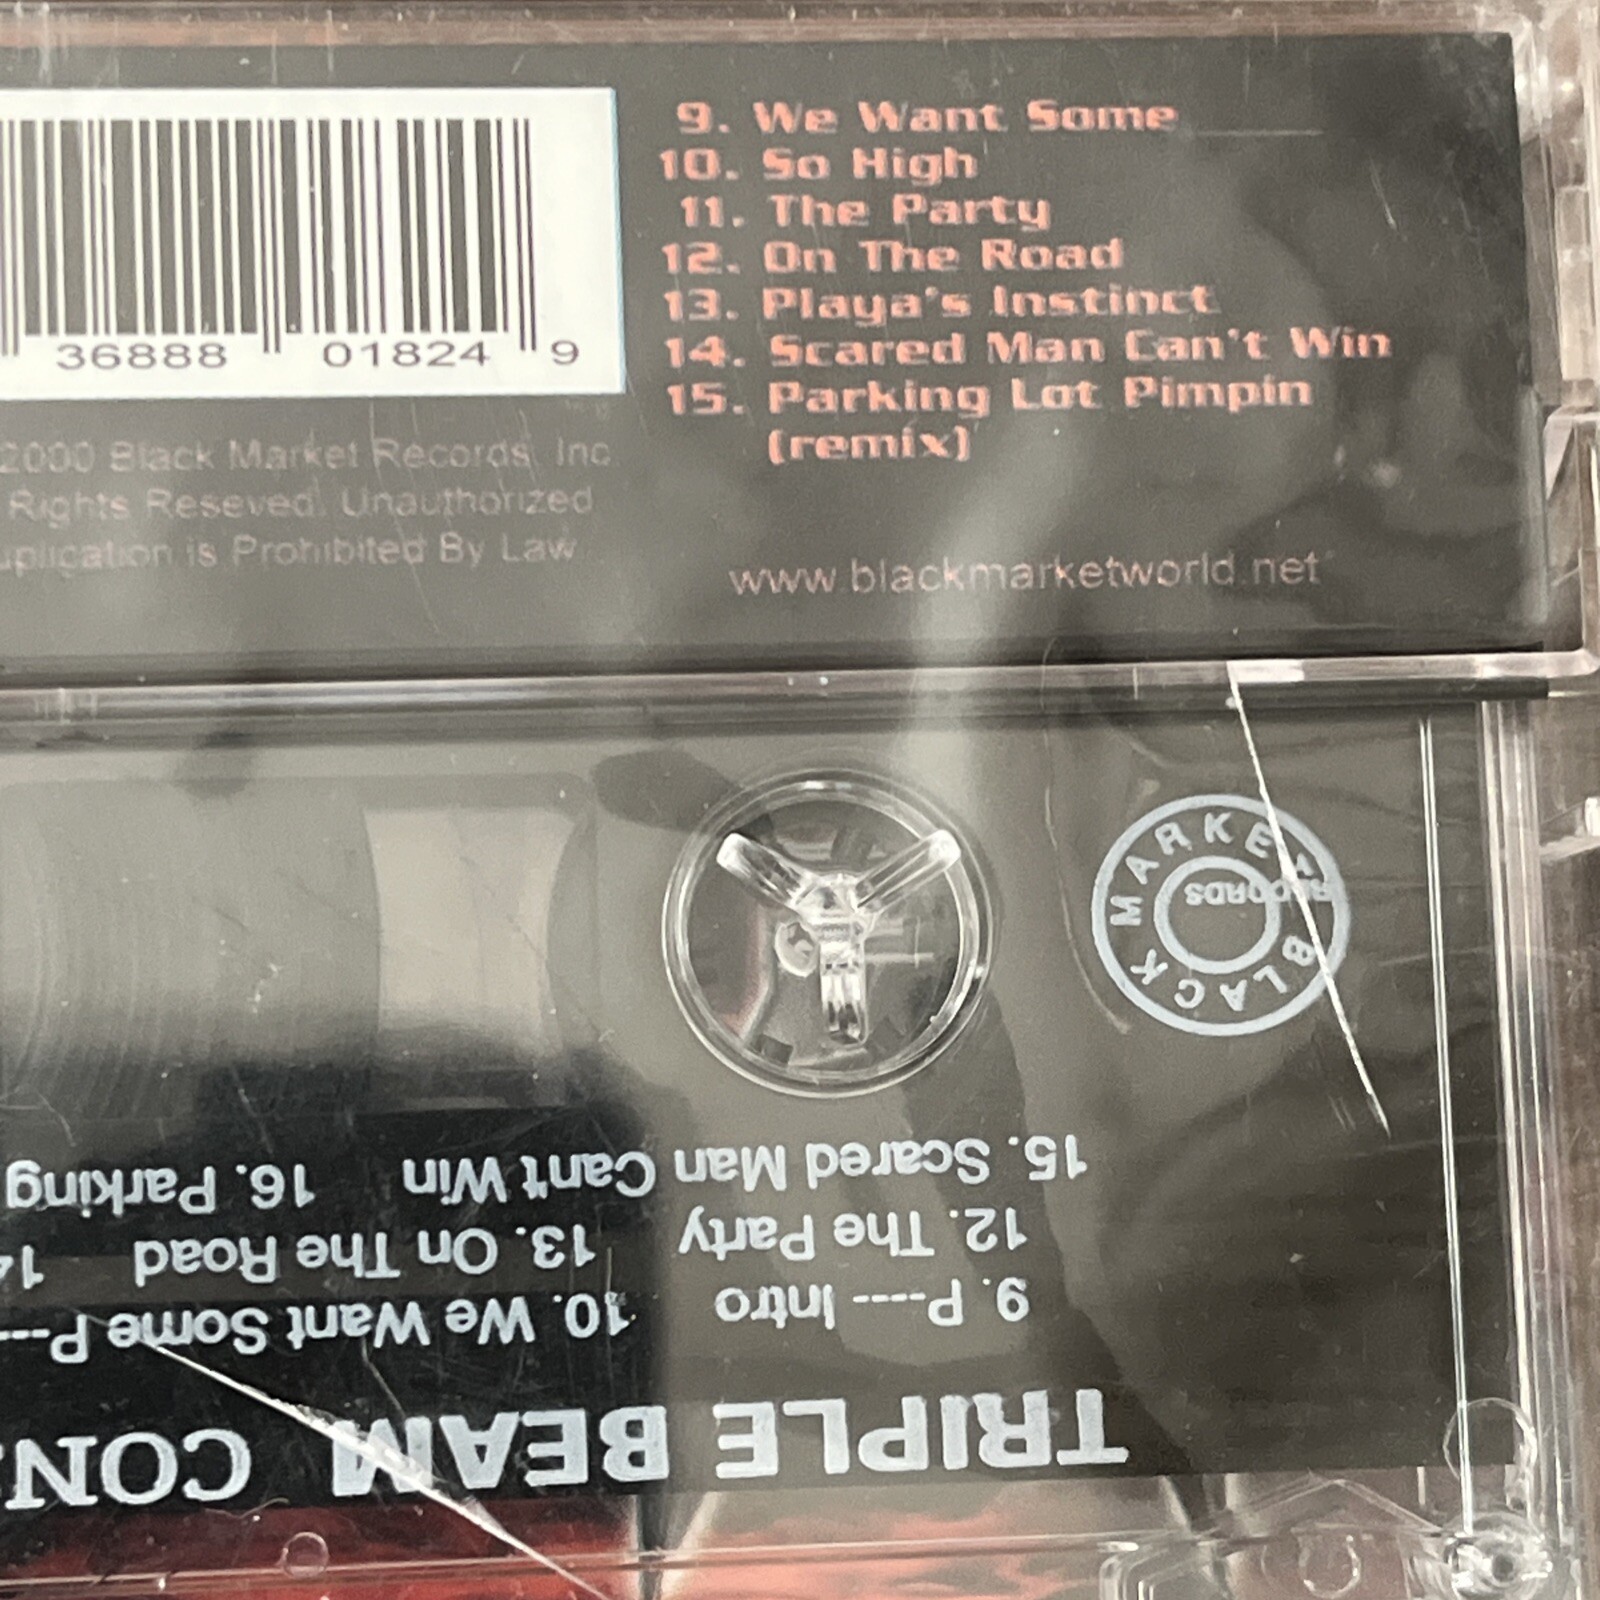 9. We Want Some
10. So High
11. The Party
12. On The Road
13. Playa's Instinct
14. Scared Man Can't Win
15. Parking Lot Pimpin
(remix)
36888 01824 9
2000 Black Market Records, Inc.
Rights Reseved. Unauthorized
uplication is Prohibited By Law
www.blackmarketworld.net
BLACK MARKET
RECORDS
TRIPLE BEAM CON
9. P---- Intro 10. We Want Some P---
12. The Party 13. On The Road 14
15. Scared Man Can't Win 16. Parking